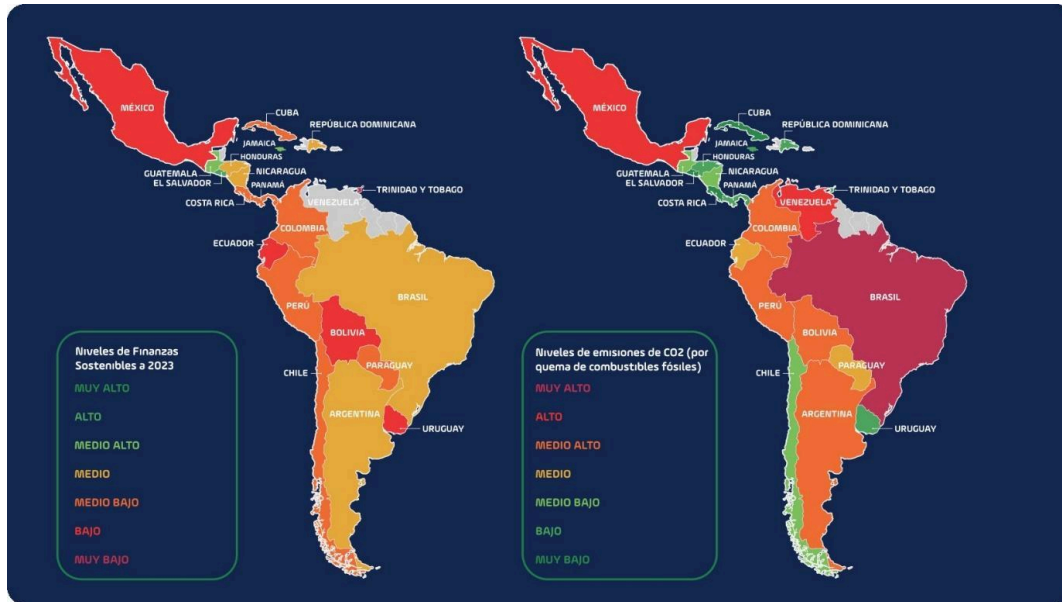 MÉXICO
CUBA
REPÚBLICA DOMINICANA
JAMAICA
HONDURAS
GUATEMALA
NICARAGUA
EL SALVADOR
PANAMÁ
COSTA RICA
TRINIDAD Y TOBAGO
VENEZUELA
COLOMBIA
ECUADOR
BRASIL
PERÚ
BOLIVIA
PARAGUAY
CHILE
ARGENTINA
URUGUAY
Niveles de Finanzas
Sostenibles a 2023
MUY ALTO
ALTO
MEDIO ALTO
MEDIO
MEDIO BAJO
BAJO
MUY BAJO
MÉXICO
CUBA
REPÚBLICA DOMINICANA
JAMAICA
HONDURAS
GUATEMALA
NICARAGUA
EL SALVADOR
PANAMÁ
COSTA RICA
TRINIDAD Y TOBAGO
VENEZUELA
COLOMBIA
ECUADOR
BRASIL
PERÚ
BOLIVIA
PARAGUAY
CHILE
ARGENTINA
URUGUAY
Niveles de emisiones de CO2 (por
quema de combustibles fósiles)
MUY ALTO
ALTO
MEDIO ALTO
MEDIO
MEDIO BAJO
BAJO
MUY BAJO